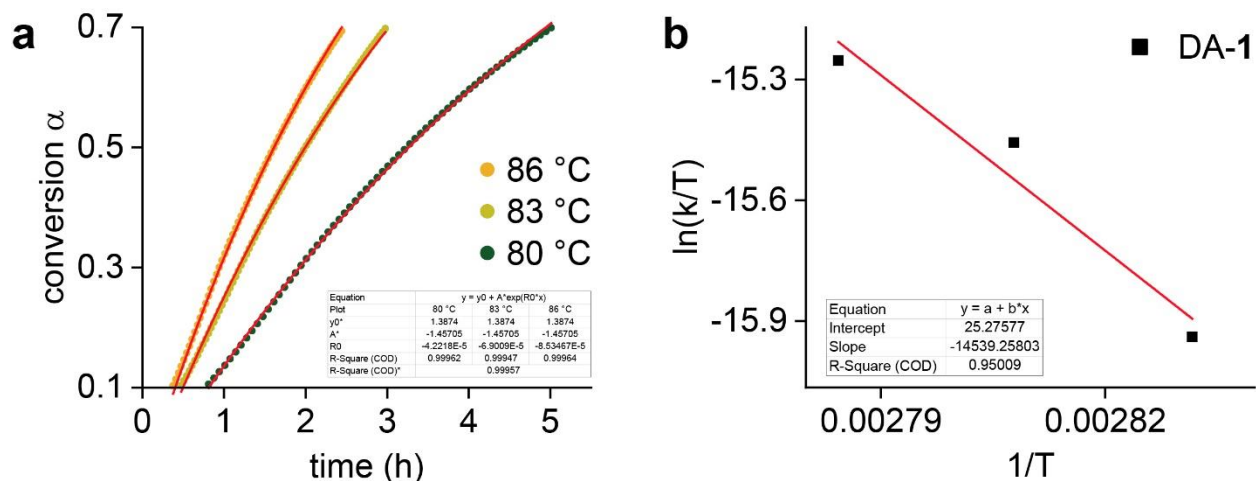 a
conversion α
0.7
0.5
0.3
0.1
86 °C
83 °C
80 °C
Equation y = y0 + A*exp(R0*x)
Plot 80 °C 83 °C 86 °C
y0* 1.3874 1.3874 1.3874
A* -1.45705 -1.45705 -1.45705
R0 -4.2218E-5 -6.9009E-5 -8.53467E-5
R-Square (COD) 0.99962 0.99947 0.99964
R-Square (COD)* 0.99957
0 1 2 3 4 5
time (h)
b
DA-1
ln(k/T)
-15.3
-15.6
-15.9
Equation y = a + b*x
Intercept 25.27577
Slope -14539.25803
R-Square (COD) 0.95009
0.00279 0.00282
1/T